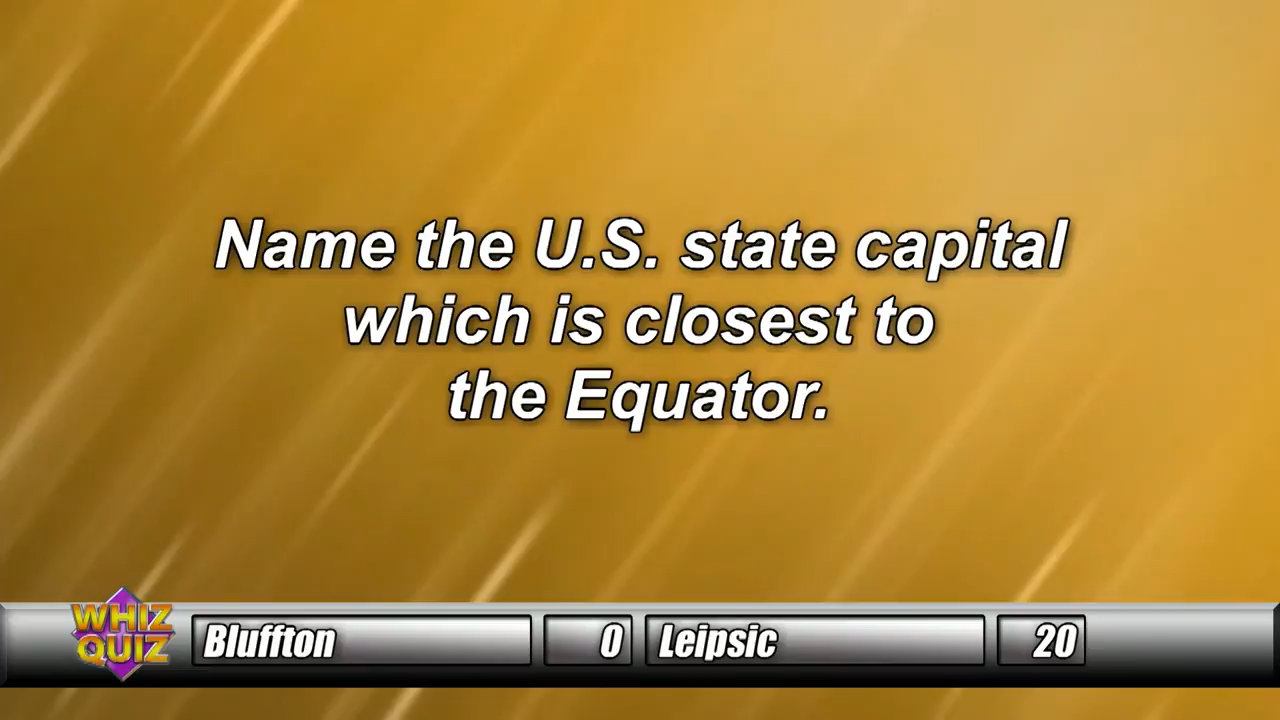 Name the U.S. state capital
which is closest to
the Equator.
WHIZ
QUIZ
Bluffton 0 Leipsic 20